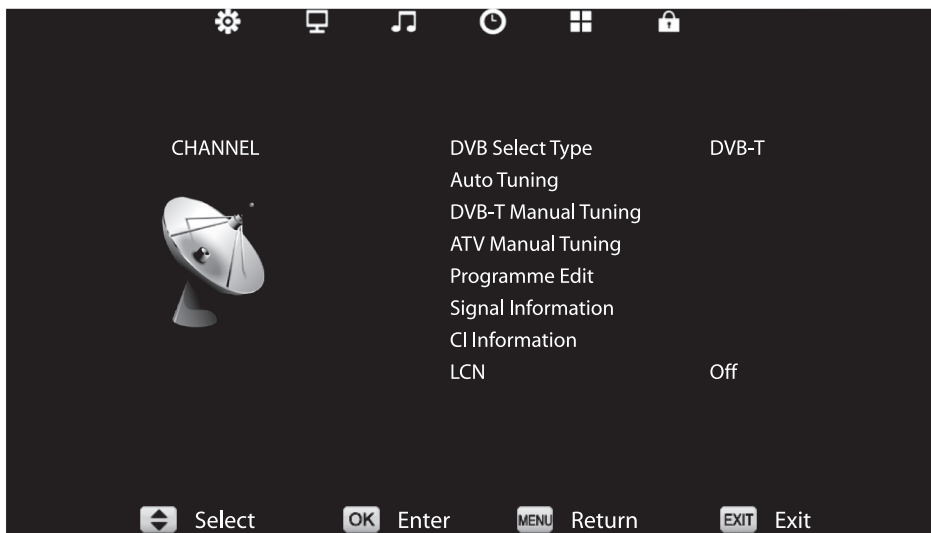 CHANNEL
DVB Select Type DVB-T
Auto Tuning
DVB-T Manual Tuning
ATV Manual Tuning
Programme Edit
Signal Information
CI Information
LCN Off
Select OK Enter MENU Return EXIT Exit